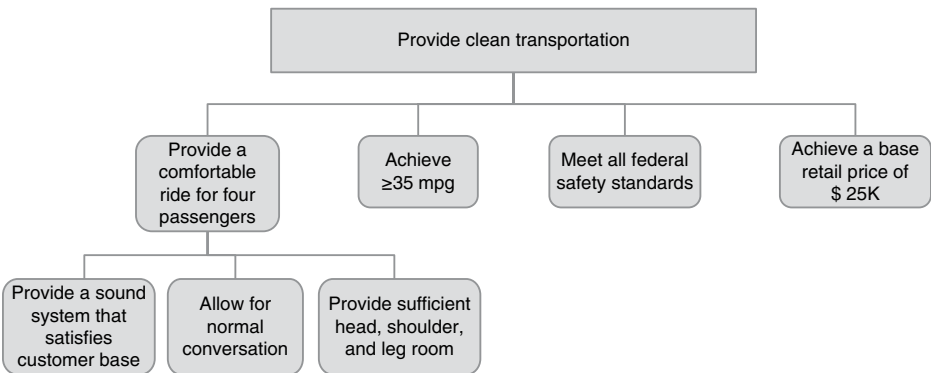 Provide clean transportation
Provide a
comfortable
ride for four
passengers
Achieve
≥35 mpg
Meet all federal
safety standards
Achieve a base
retail price of
$ 25K
Provide a sound
system that
satisfies
customer base
Allow for
normal
conversation
Provide sufficient
head, shoulder,
and leg room